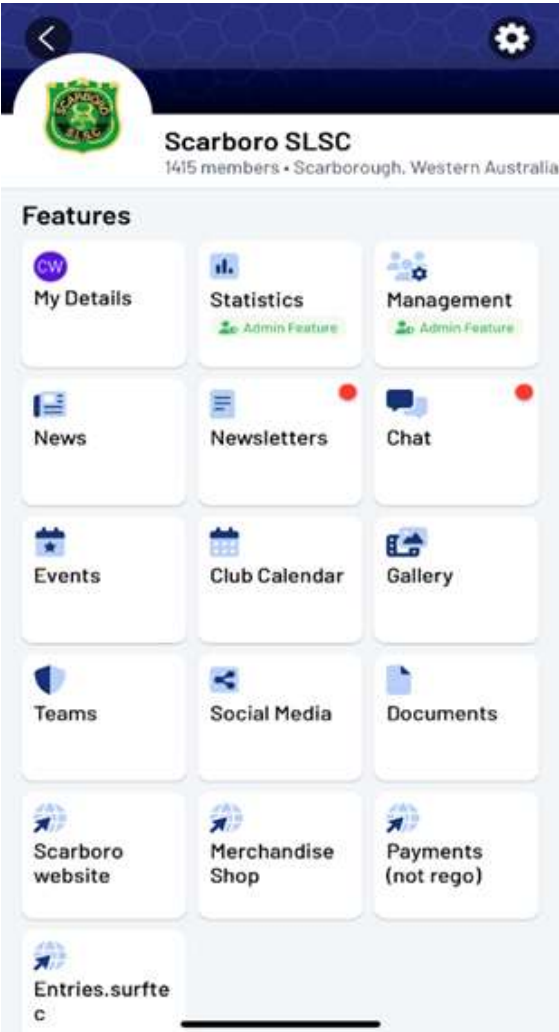 SCARBORO
S.L.S.C.
Scarboro SLSC
1415 members • Scarborough, Western Australia
Features
CW
My Details
Statistics
Admin Feature
Management
Admin Feature
News
Newsletters
Chat
Events
Club Calendar
Gallery
Teams
Social Media
Documents
Scarboro
website
Merchandise
Shop
Payments
(not rego)
Entries.surfte
c